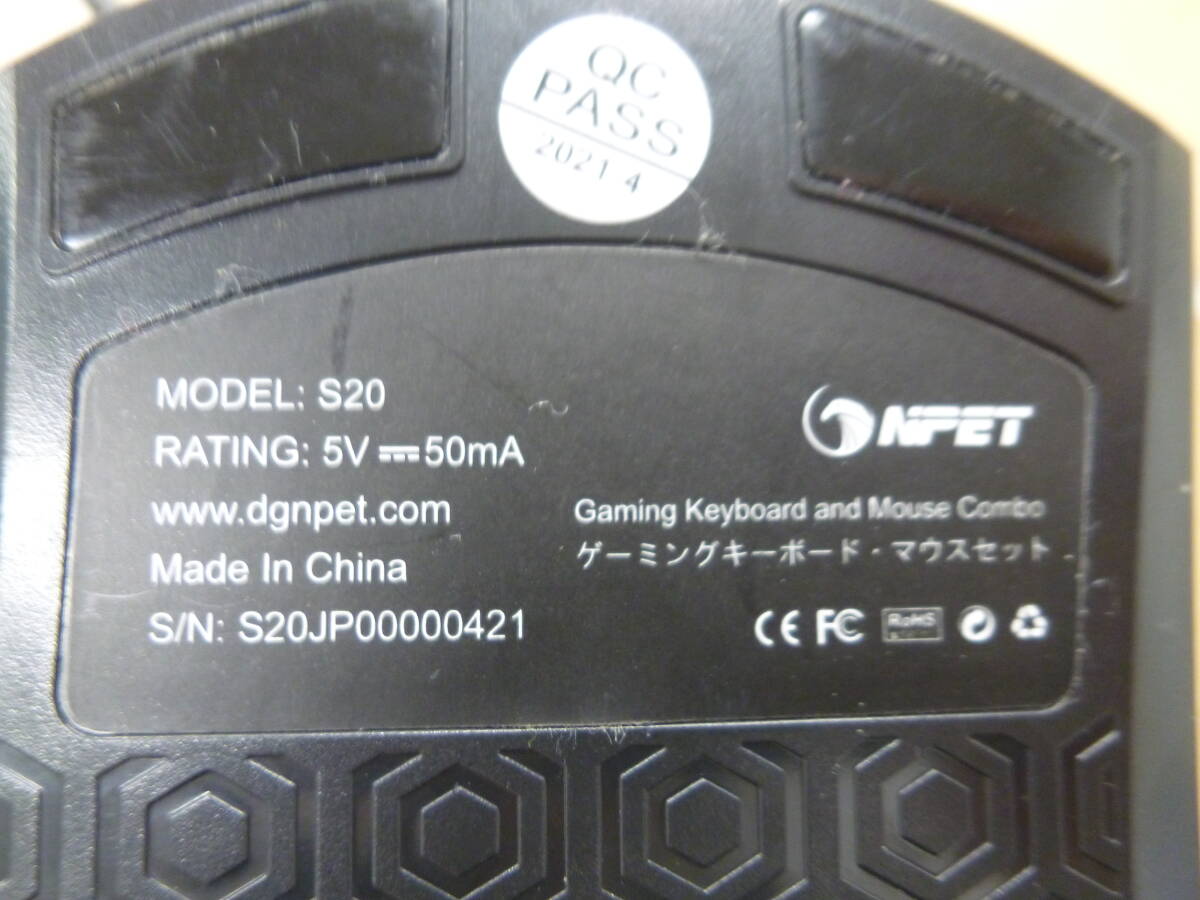 QC
PASS
2021 4
MODEL: S20
RATING: 5V ⎓ 50mA
www.dgnpet.com
Made In China
S/N: S20JP00000421
NPET
Gaming Keyboard and Mouse Combo
ゲーミングキーボード・マウスセット
CE FC RoHS